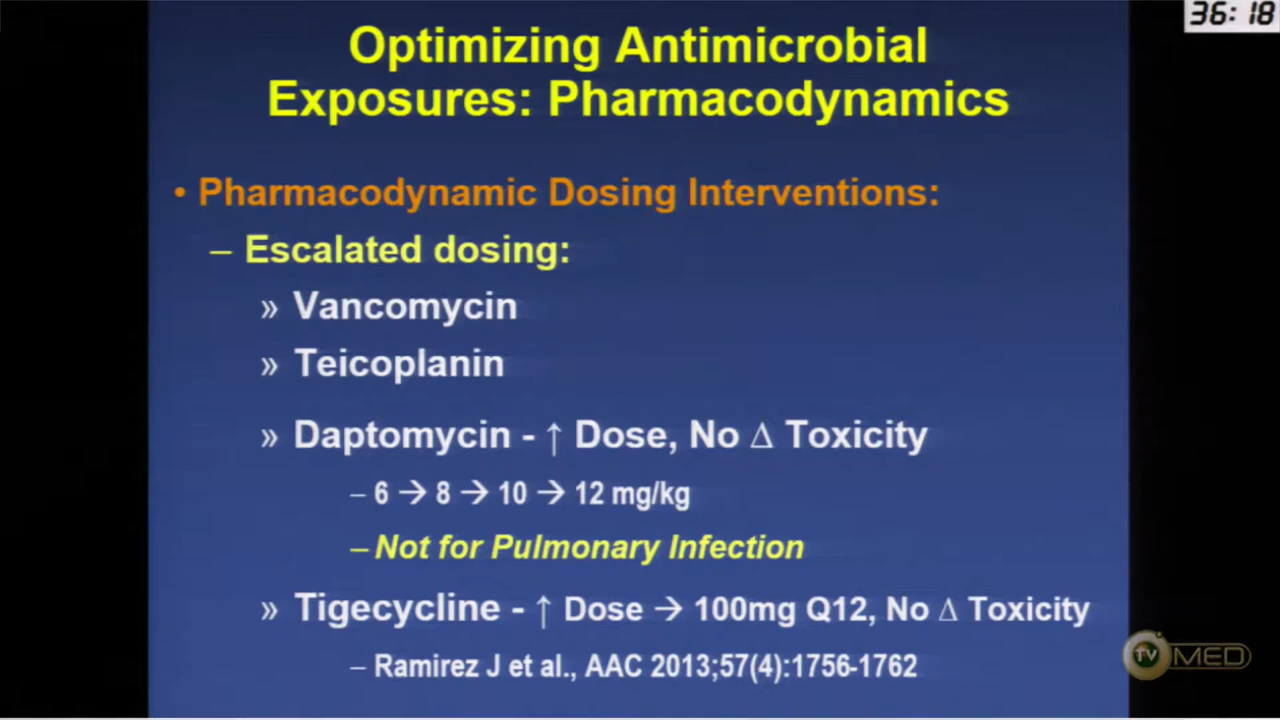 36:18
Optimizing Antimicrobial
Exposures: Pharmacodynamics
• Pharmacodynamic Dosing Interventions:
– Escalated dosing:
» Vancomycin
» Teicoplanin
» Daptomycin - ↑ Dose, No Δ Toxicity
– 6 → 8 → 10 → 12 mg/kg
– Not for Pulmonary Infection
» Tigecycline - ↑ Dose → 100mg Q12, No Δ Toxicity
– Ramirez J et al., AAC 2013;57(4):1756-1762
TV MED